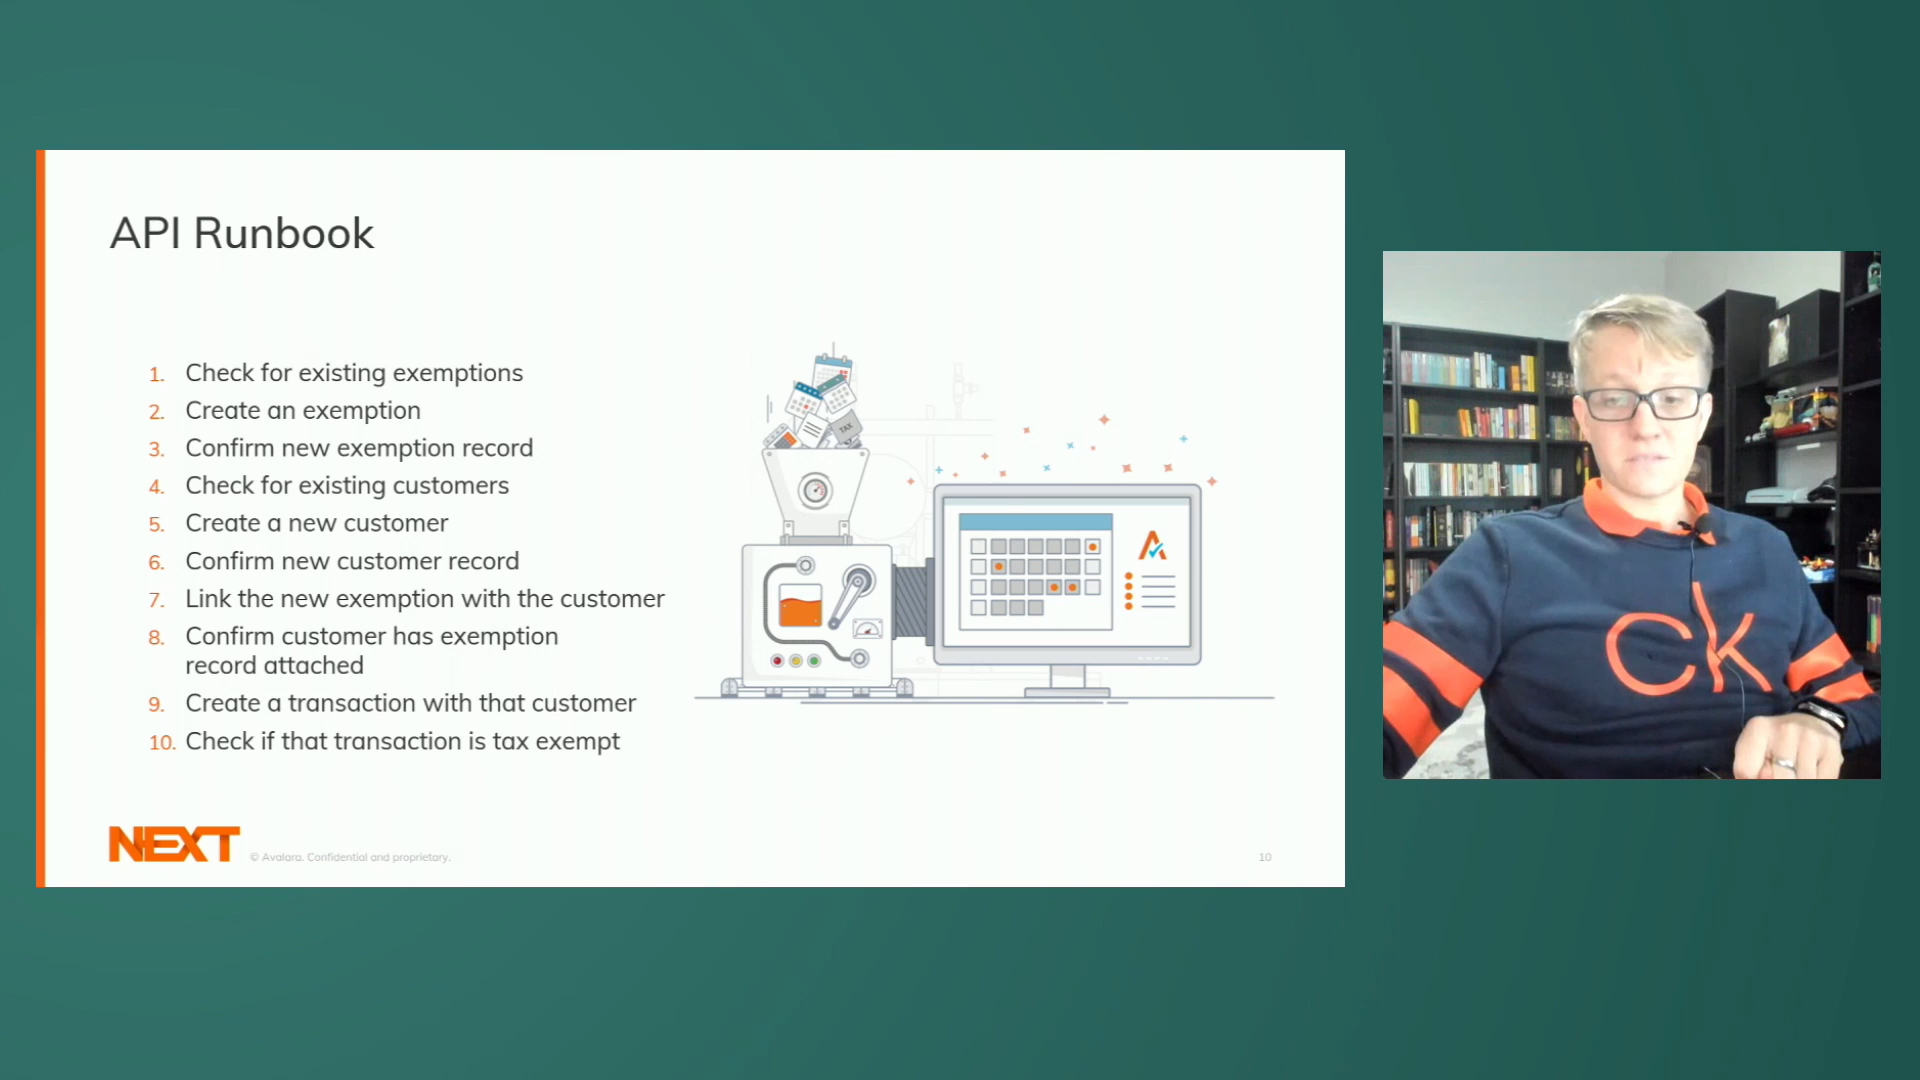 API Runbook
1. Check for existing exemptions
2. Create an exemption
3. Confirm new exemption record
4. Check for existing customers
5. Create a new customer
6. Confirm new customer record
7. Link the new exemption with the customer
8. Confirm customer has exemption
record attached
9. Create a transaction with that customer
10. Check if that transaction is tax exempt
TAX
NEXT
© Avalara. Confidential and proprietary.
10
CK